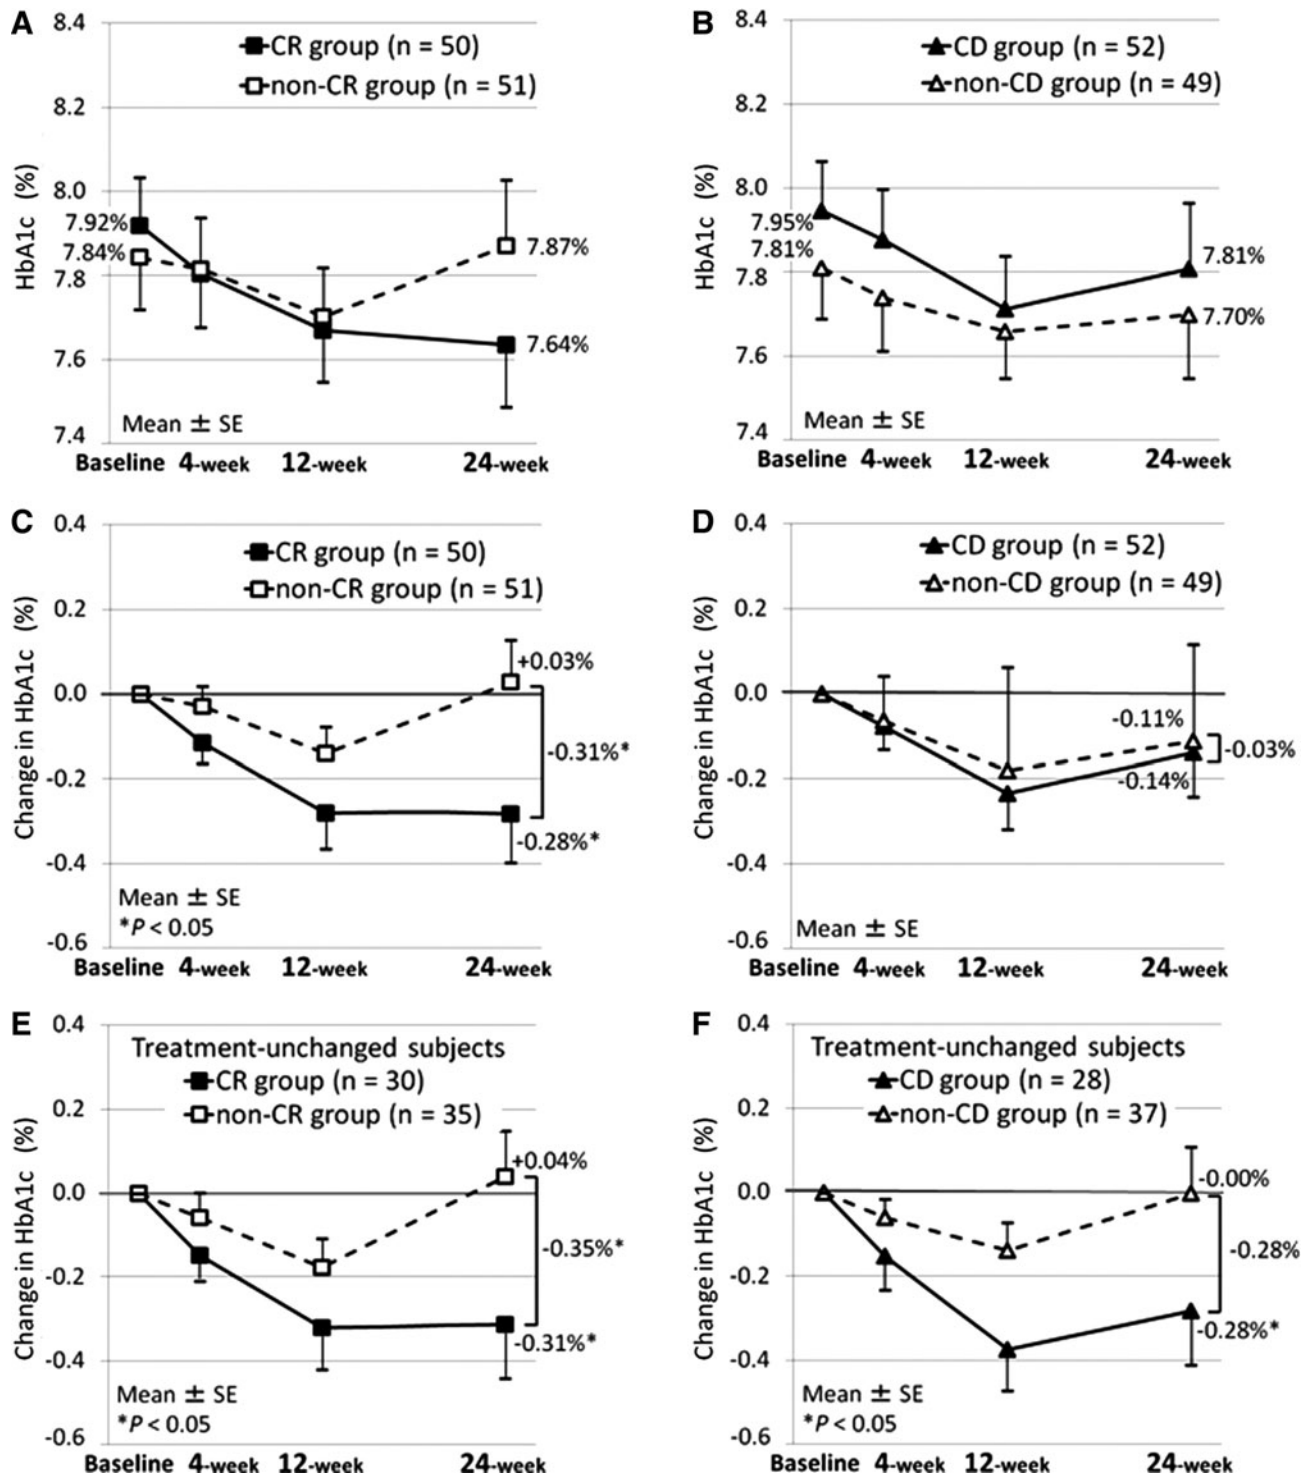 A
8.4
8.2
8.0
7.8
7.6
7.4
HbA1c (%)
CR group (n = 50)
non-CR group (n = 51)
7.92%
7.84%
7.87%
7.64%
Mean ± SE
Baseline 4-week 12-week 24-week
B
8.4
8.2
8.0
7.8
7.6
7.4
HbA1c (%)
CD group (n = 52)
non-CD group (n = 49)
7.95%
7.81%
7.81%
7.70%
Mean ± SE
Baseline 4-week 12-week 24-week
C
0.4
0.2
0.0
-0.2
-0.4
-0.6
Change in HbA1c (%)
CR group (n = 50)
non-CR group (n = 51)
+0.03%
-0.31%*
-0.28%*
Mean ± SE
*P < 0.05
Baseline 4-week 12-week 24-week
D
0.4
0.2
0.0
-0.2
-0.4
-0.6
Change in HbA1c (%)
CD group (n = 52)
non-CD group (n = 49)
-0.11%
-0.03%
-0.14%
Mean ± SE
Baseline 4-week 12-week 24-week
E
0.4
0.2
0.0
-0.2
-0.4
-0.6
Change in HbA1c (%)
Treatment-unchanged subjects
CR group (n = 30)
non-CR group (n = 35)
+0.04%
-0.35%*
-0.31%*
Mean ± SE
*P < 0.05
Baseline 4-week 12-week 24-week
F
0.4
0.2
0.0
-0.2
-0.4
-0.6
Change in HbA1c (%)
Treatment-unchanged subjects
CD group (n = 28)
non-CD group (n = 37)
-0.00%
-0.28%
-0.28%*
Mean ± SE
*P < 0.05
Baseline 4-week 12-week 24-week